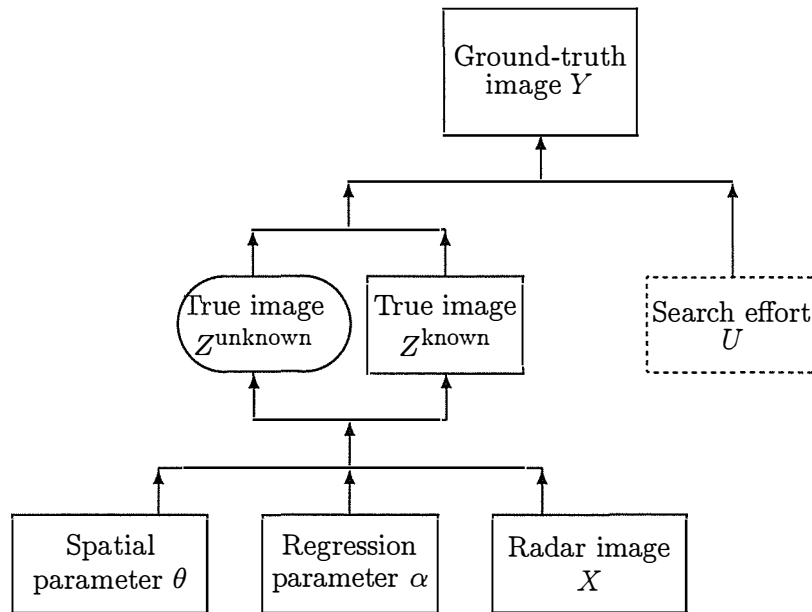 Ground-truth
image Y
True image
Z^unknown
True image
Z^known
Search effort
U
Spatial
parameter θ
Regression
parameter α
Radar image
X